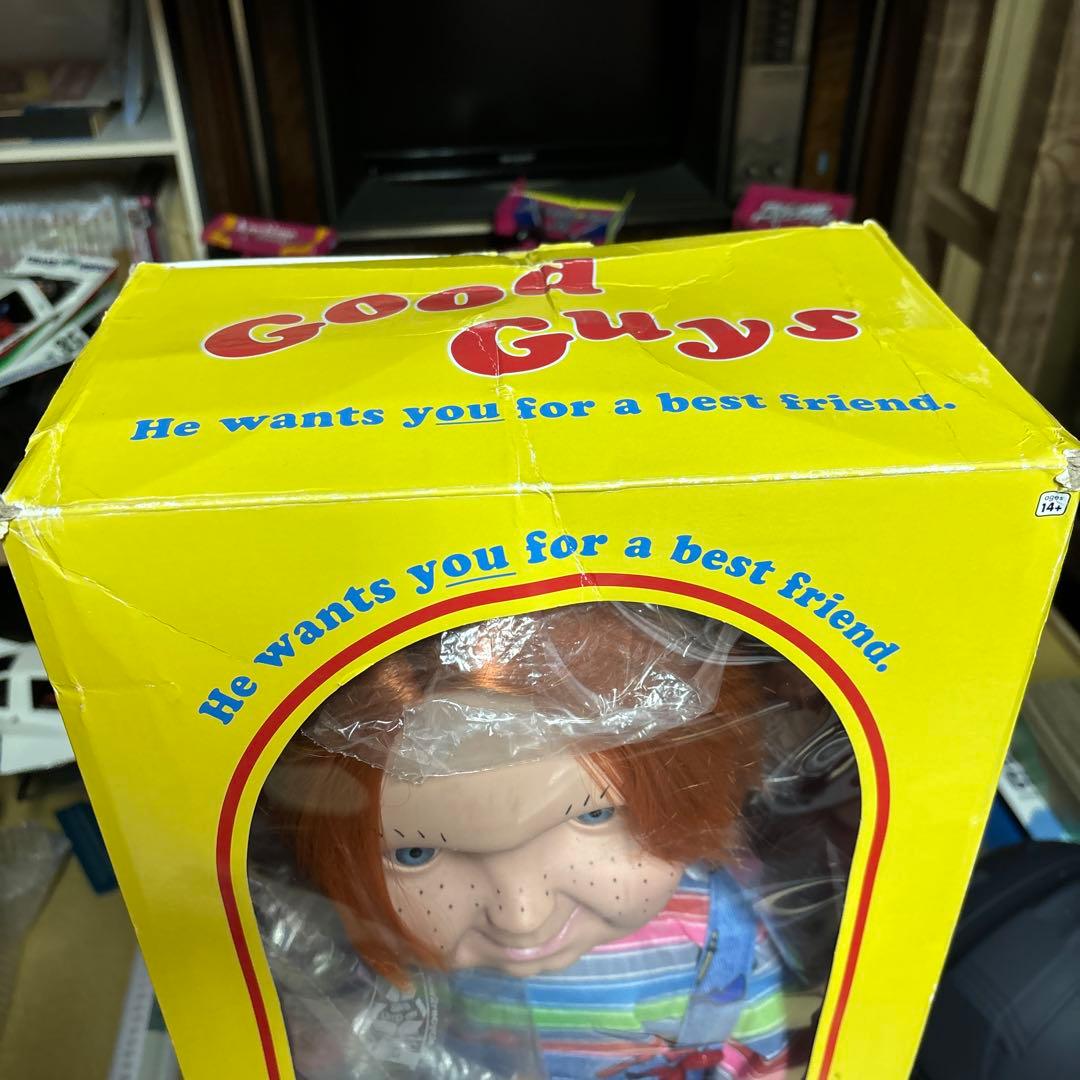 Good
Guys
He wants you for a best friend.
ages
14+
He wants you for a best friend.